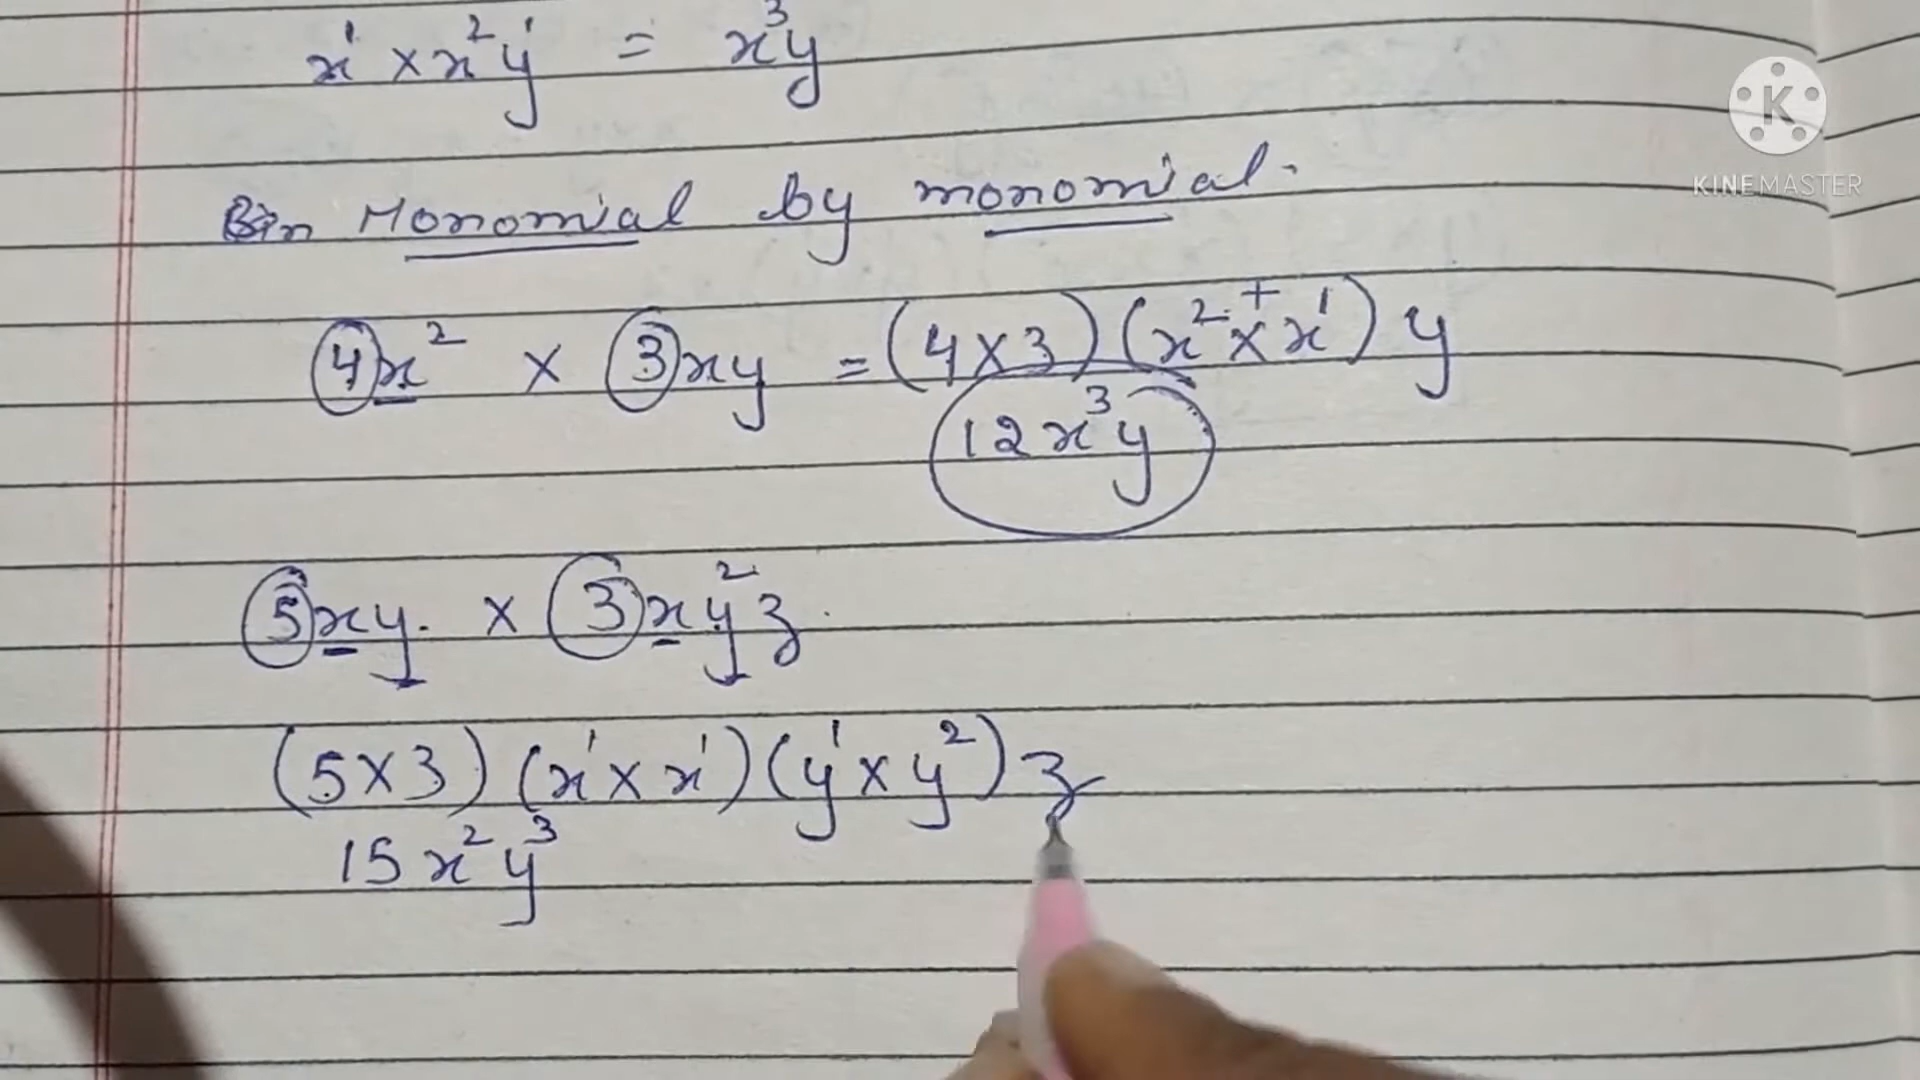 x¹ × x²y¹ = x³y
K
KINEMASTER
Monomial by monomial.
4x² × 3xy = (4×3) (x² ×⁺ x¹) y
12x³y
5xy. × 3xy²z.
(5×3) (x¹ × x¹) (y¹ × y²) z
15x²y³